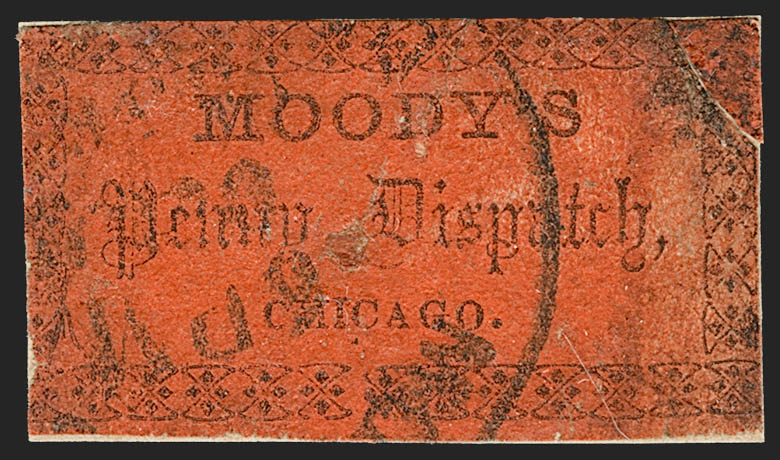 MOODY'S
Penny Dispatch,
CHICAGO.